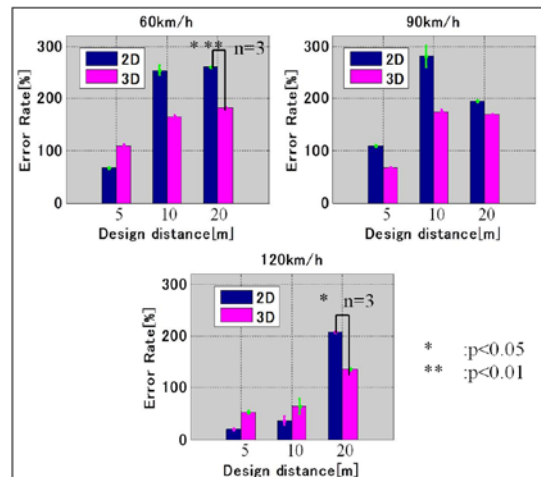 60km/h
300
200
100
0
Error Rate[%]
2D
3D
* ** n=3
5 10 20
Design distance[m]
90km/h
300
200
100
0
Error Rate[%]
2D
3D
5 10 20
Design distance[m]
120km/h
300
200
100
0
Error Rate[%]
2D
3D
* n=3
5 10 20
Design distance[m]
* :p<0.05
** :p<0.01